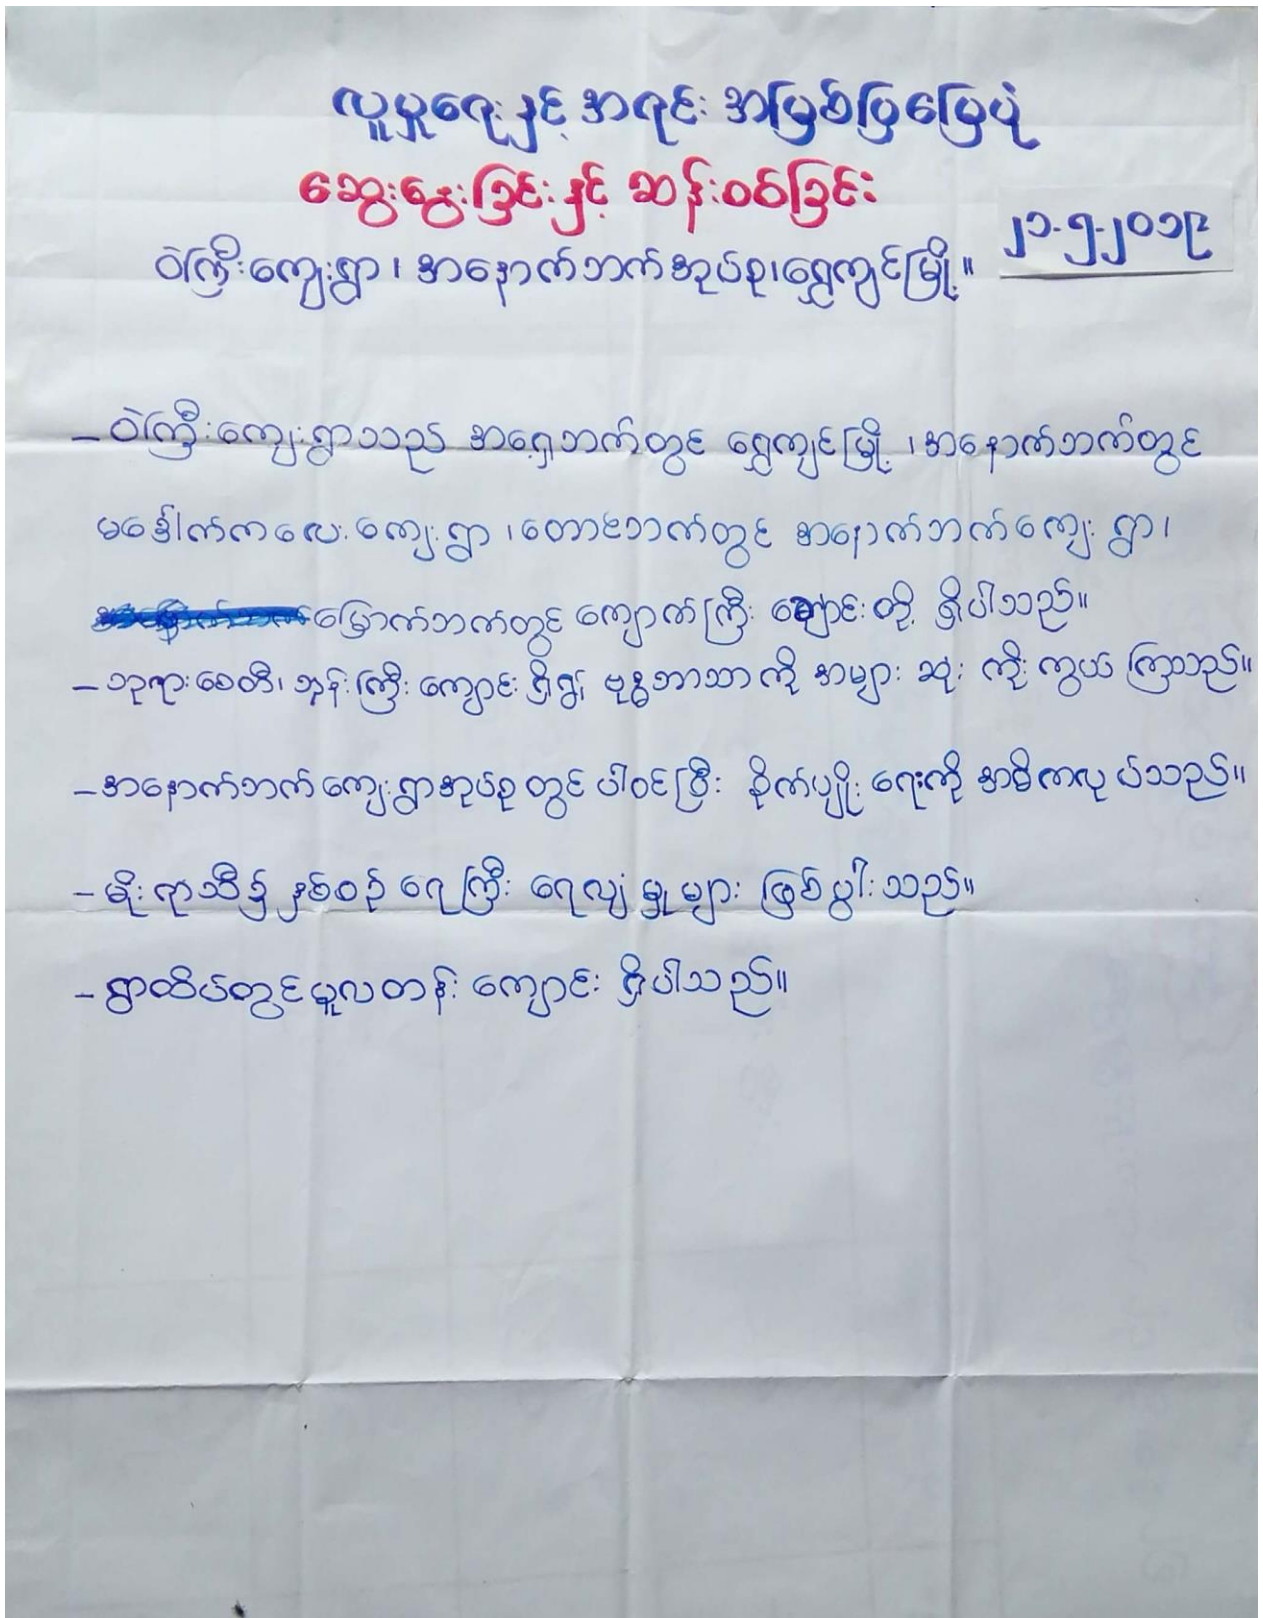 လူမှုရေးနှင့် အရင်းအမြစ်ပြမြေပုံ
ဆွေးနွေးခြင်းနှင့် ဆန်းစစ်ခြင်း
၂၁-၅-၂၀၁၉
ဝဲကြီးကျေးရွာ၊ အနောက်ဘက်အုပ်စု၊ရွှေကျင်မြို့။
- ဝဲကြီးကျေးရွာသည် အရှေ့ဘက်တွင် ရွှေကျင်မြို့ ၊အနောက်ဘက်တွင်
မဒေါက်ကလေးကျေးရွာ ၊တောင်ဘက်တွင် အနောက်ဘက်ကျေးရွာ၊
မြောက်ဘက်တွင် ကျောက်ကြီး ချောင်းတို့ ရှိပါသည်။
- ဘုရားစေတီ၊ ဘုန်းကြီးကျောင်းရှိ၍ ဗုဒ္ဓဘာသာကို အများဆုံး ကိုးကွယ်ကြသည်။
- အနောက်ဘက်ကျေးရွာအုပ်စုတွင် ပါဝင်ပြီး စိုက်ပျိုးရေးကို အဓိကလုပ်သည်။
- မိုးရာသီ၌ နှစ်စဉ် ရေကြီး ရေလျှံမှုများ ဖြစ်ပွါးသည်။
- ရွာထိပ်တွင်မူလတန်းကျောင်း ရှိပါသည်။